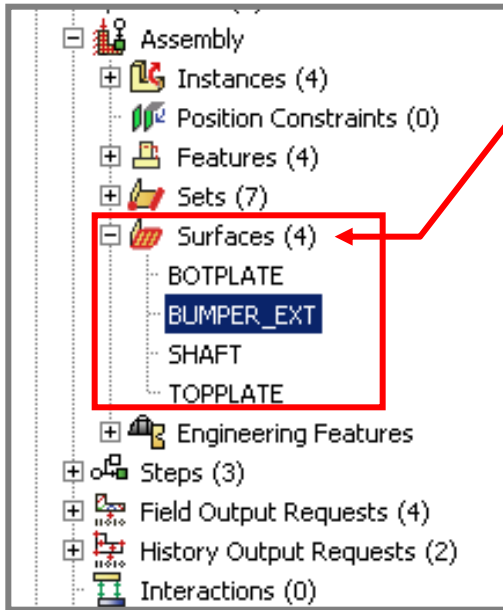 Assembly
Instances (4)
Position Constraints (0)
Features (4)
Sets (7)
Surfaces (4)
BOTPLATE
BUMPER_EXT
SHAFT
TOPPLATE
Engineering Features
Steps (3)
Field Output Requests (4)
History Output Requests (2)
Interactions (0)